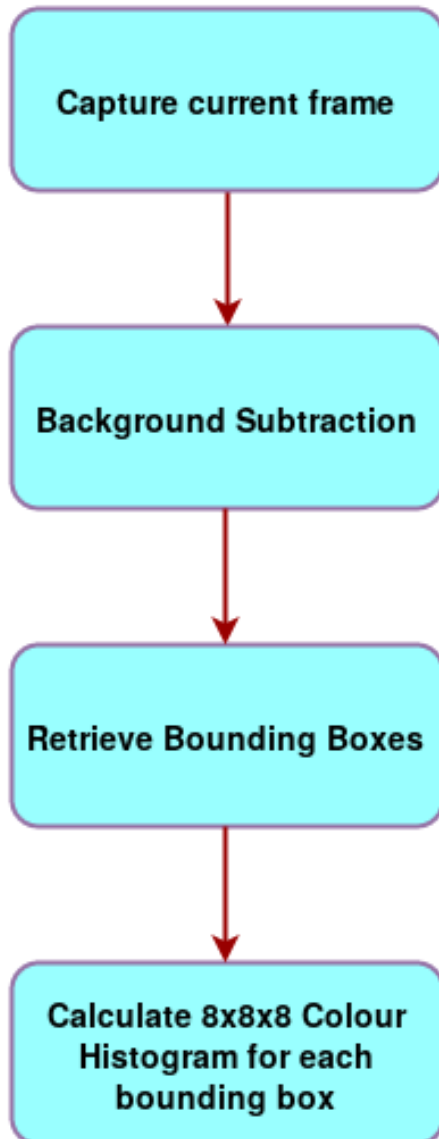 Capture current frame
Background Subtraction
Retrieve Bounding Boxes
Calculate 8x8x8 Colour
Histogram for each
bounding box